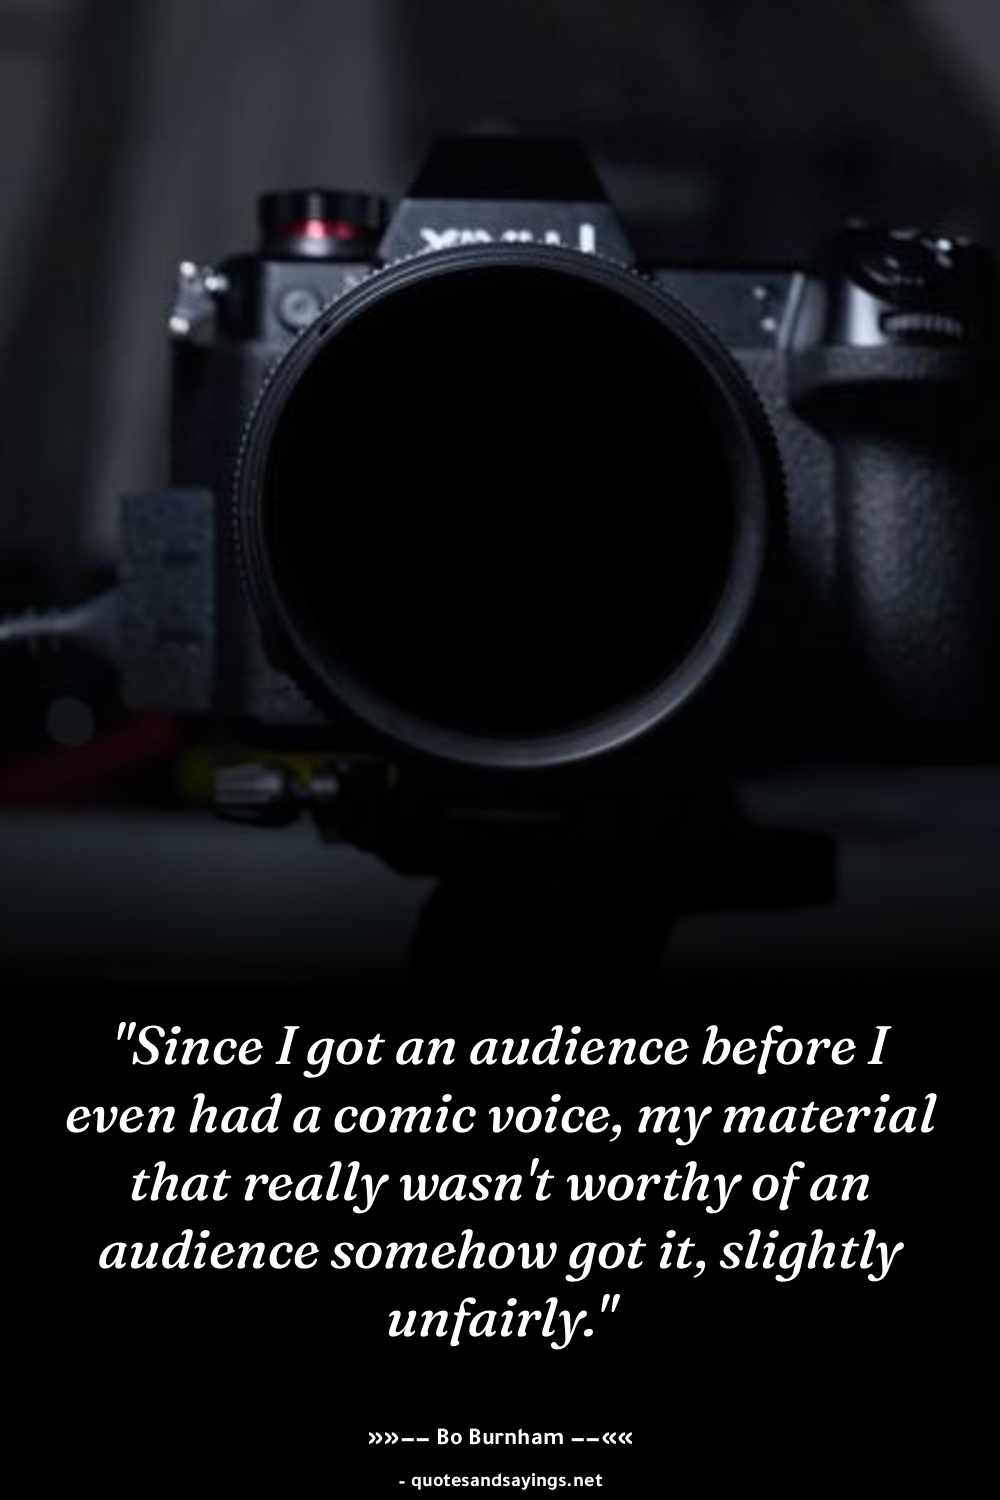 "Since I got an audience before I
even had a comic voice, my material
that really wasn't worthy of an
audience somehow got it, slightly
unfairly."
»»–– Bo Burnham ––««
- quotesandsayings.net